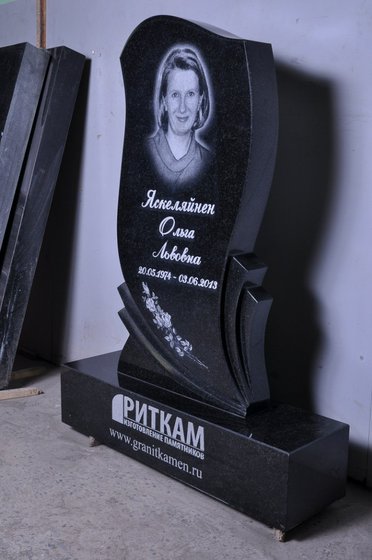 Яскеляйнен
Ольга
Львовна
20.05.1974 - 03.06.2013
РИТКАМ
ИЗГОТОВЛЕНИЕ ПАМЯТНИКОВ
www.granitkamen.ru